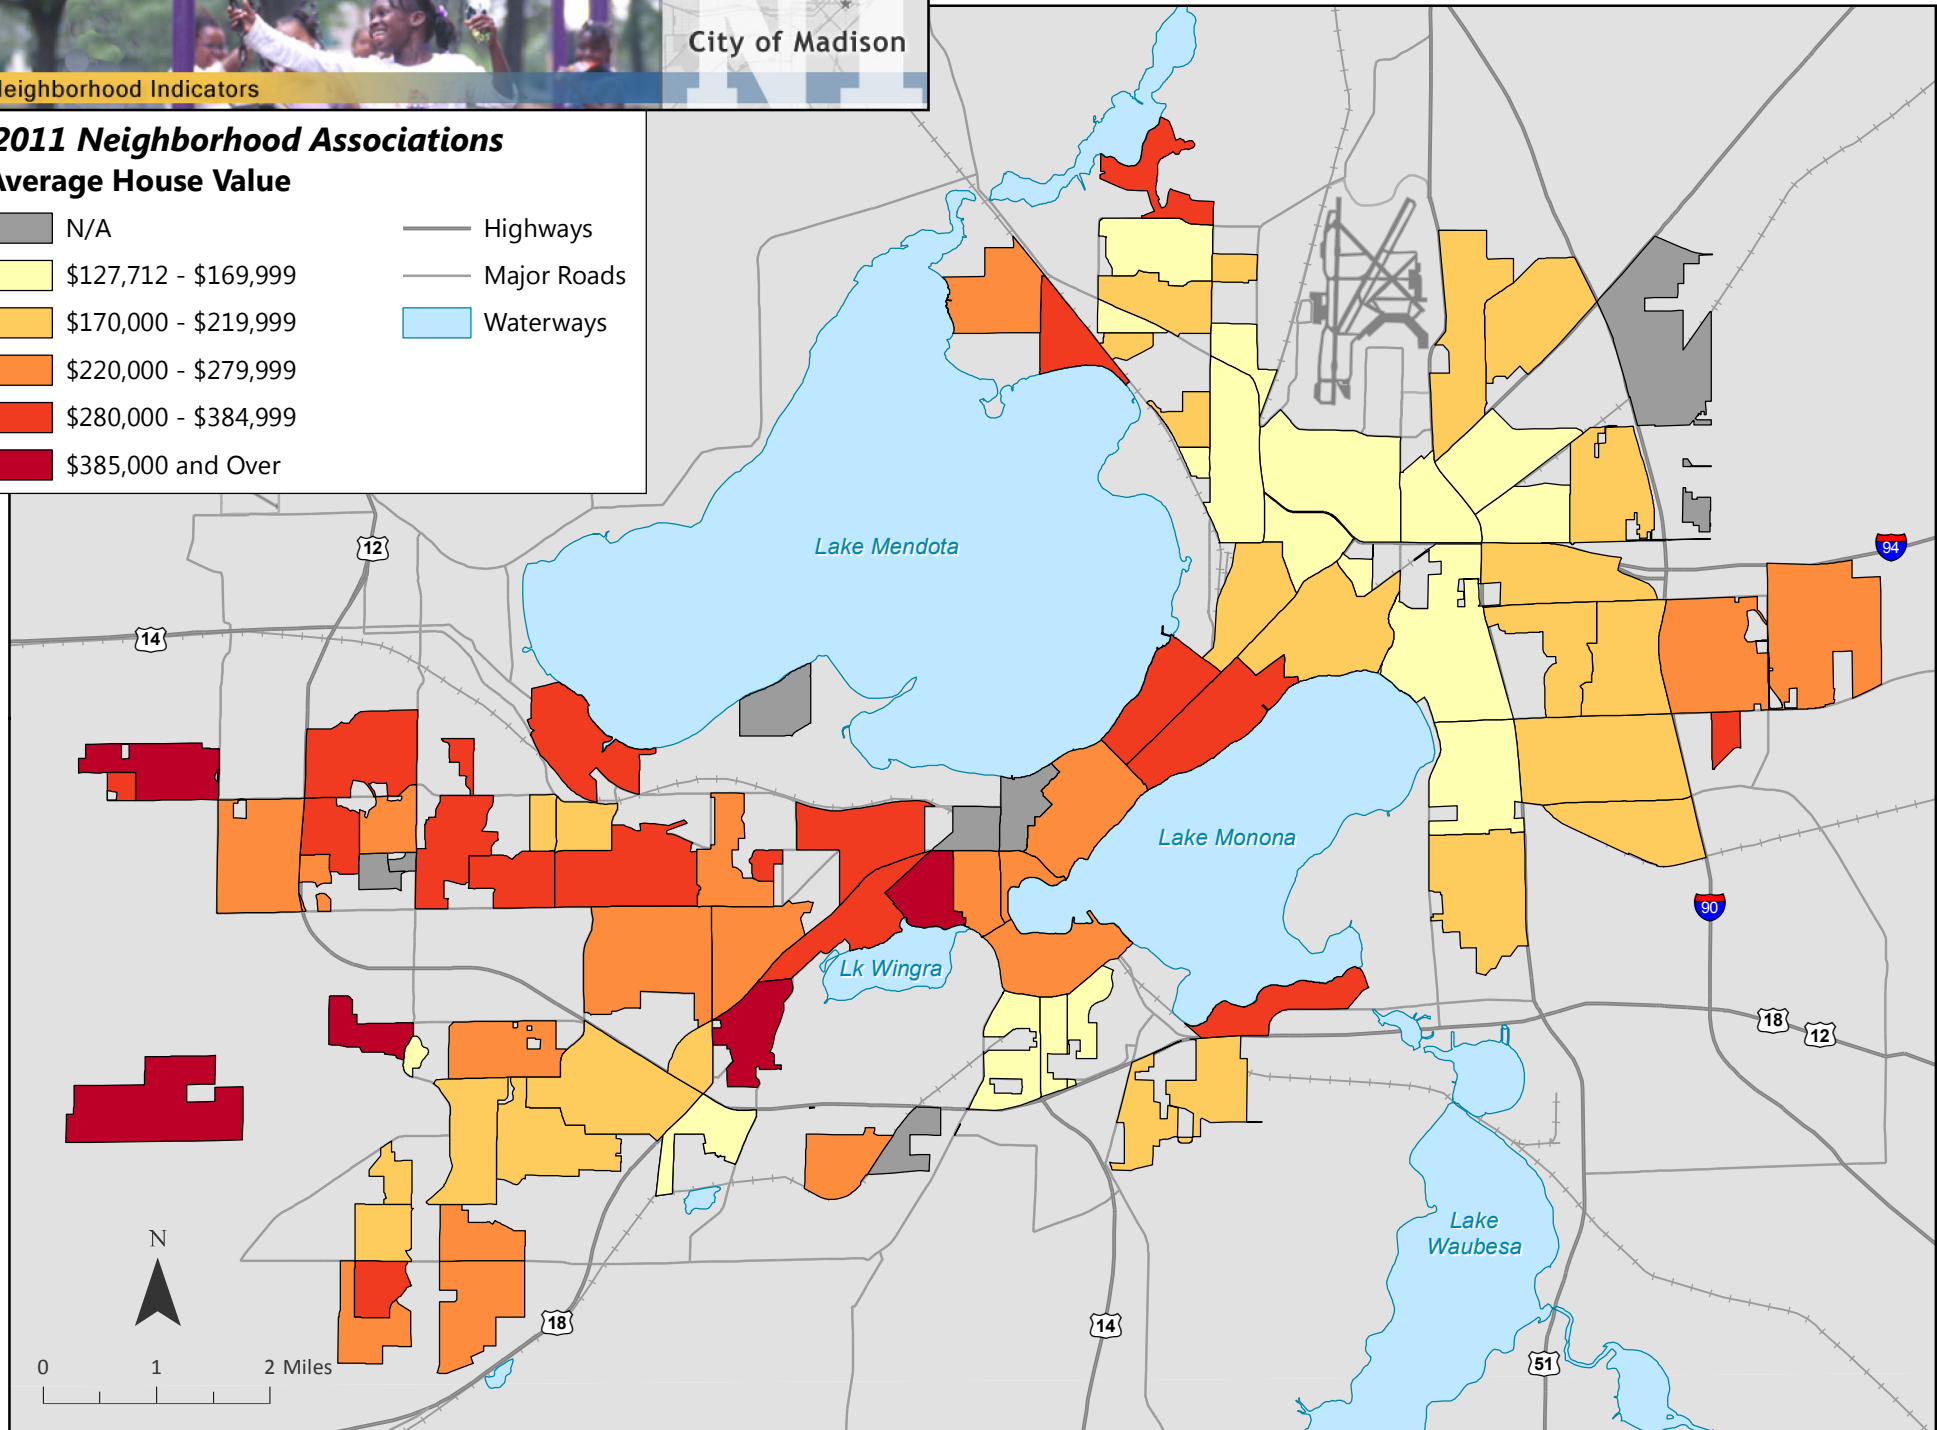 City of Madison
Neighborhood Indicators
2011 Neighborhood Associations
Average House Value
N/A
$127,712 - $169,999
$170,000 - $219,999
$220,000 - $279,999
$280,000 - $384,999
$385,000 and Over
Highways
Major Roads
Waterways
12
Lake Mendota
94
14
Lake Monona
90
Lk Wingra
18
12
Lake
Waubesa
N
18
14
51
0 1 2 Miles